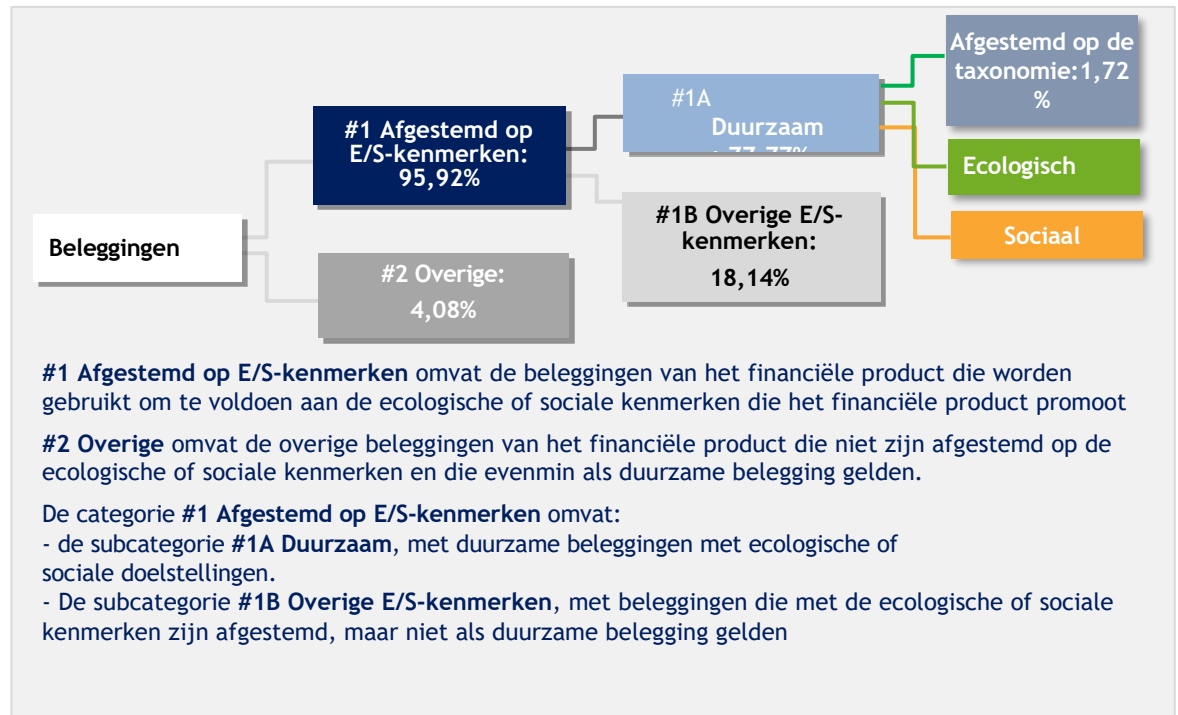 Beleggingen
#1 Afgestemd op
E/S-kenmerken:
95,92%
#2 Overige:
4,08%
#1A
Duurzaam
#1B Overige E/S-
kenmerken:
18,14%
Afgestemd op de
taxonomie:1,72
%
Ecologisch
Sociaal
#1 Afgestemd op E/S-kenmerken omvat de beleggingen van het financiële product die worden
gebruikt om te voldoen aan de ecologische of sociale kenmerken die het financiële product promoot
#2 Overige omvat de overige beleggingen van het financiële product die niet zijn afgestemd op de
ecologische of sociale kenmerken en die evenmin als duurzame belegging gelden.
De categorie #1 Afgestemd op E/S-kenmerken omvat:
- de subcategorie #1A Duurzaam, met duurzame beleggingen met ecologische of
sociale doelstellingen.
- De subcategorie #1B Overige E/S-kenmerken, met beleggingen die met de ecologische of sociale
kenmerken zijn afgestemd, maar niet als duurzame belegging gelden